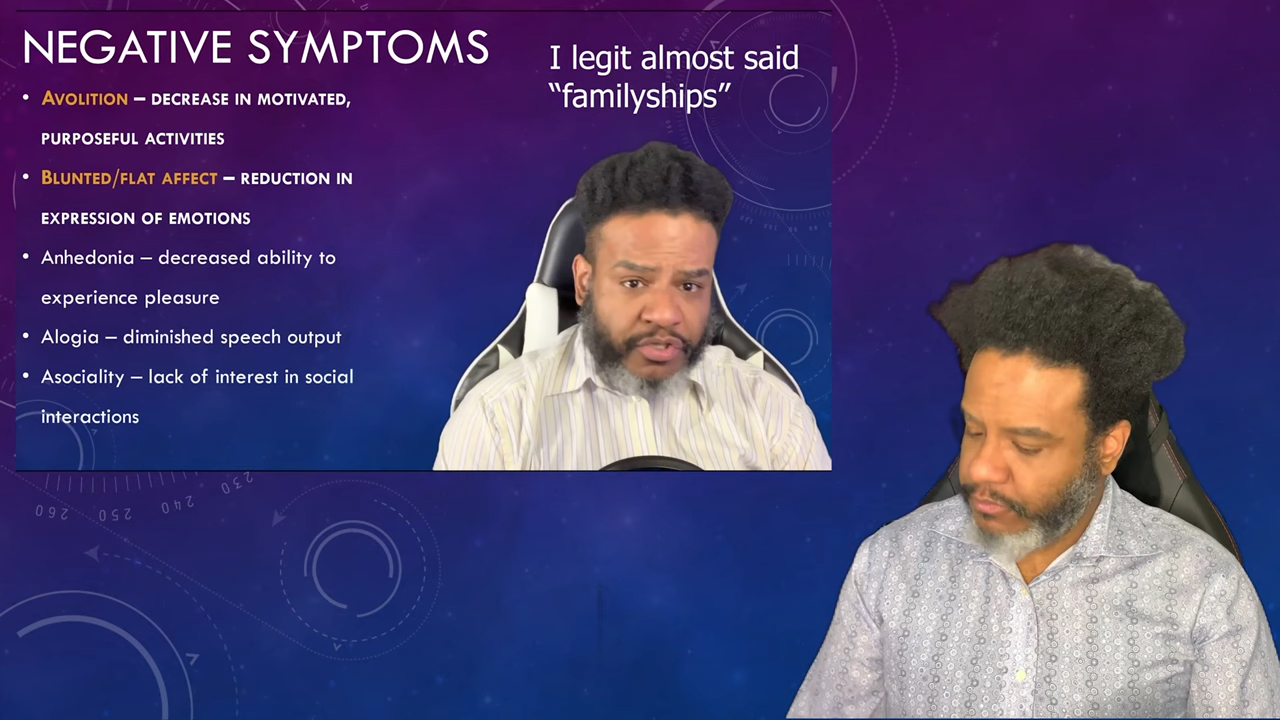 NEGATIVE SYMPTOMS
I legit almost said
“familyships”
• AVOLITION – DECREASE IN MOTIVATED,
PURPOSEFUL ACTIVITIES
• BLUNTED/FLAT AFFECT – REDUCTION IN
EXPRESSION OF EMOTIONS
• Anhedonia – decreased ability to
experience pleasure
• Alogia – diminished speech output
• Asociality – lack of interest in social
interactions
260
250
240
230